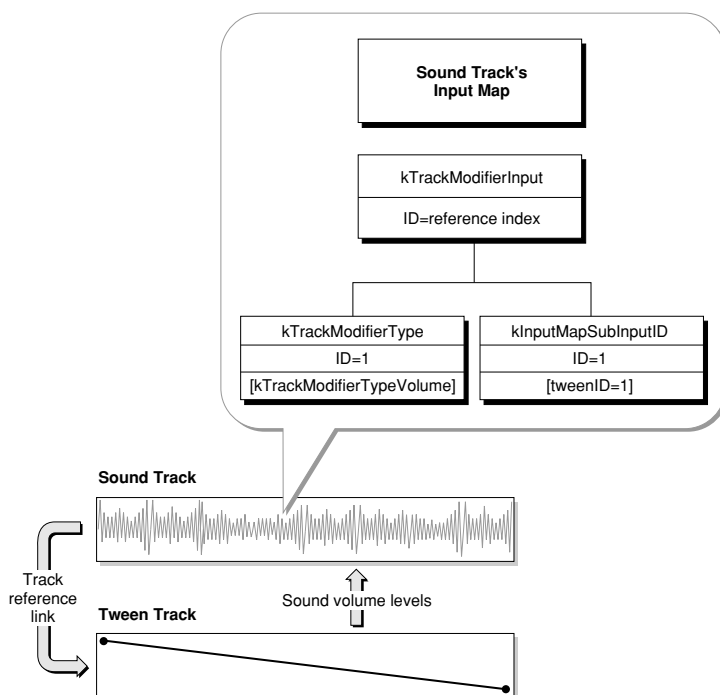 Sound Track's
Input Map
kTrackModifierInput
ID=reference index
kTrackModifierType
ID=1
[kTrackModifierTypeVolume]
kInputMapSubInputID
ID=1
[tweenID=1]
Sound Track
Track
reference
link
Sound volume levels
Tween Track